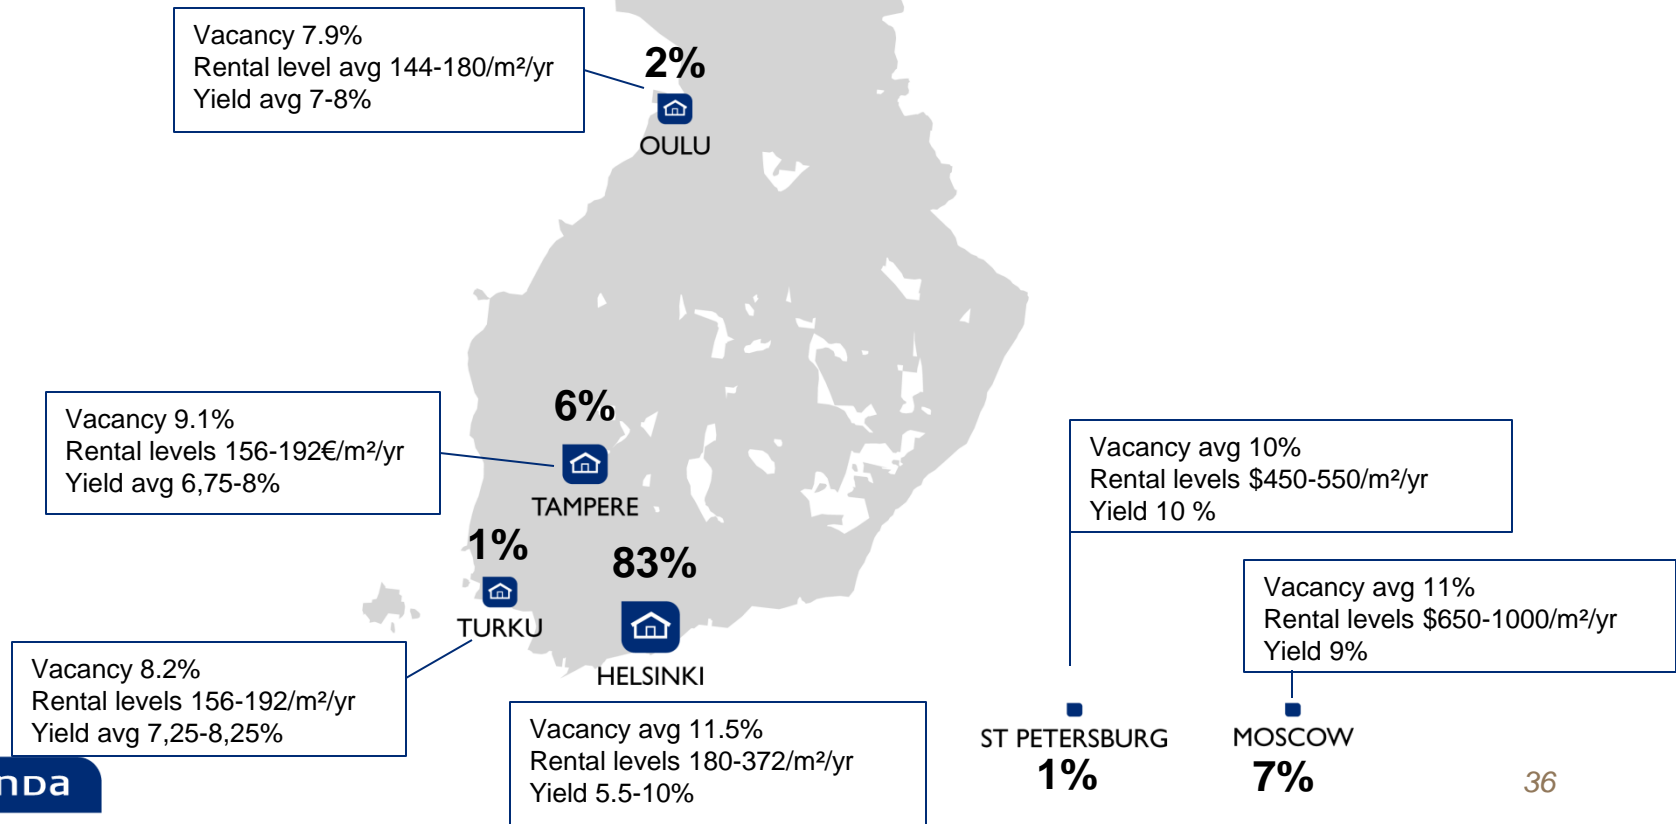 Vacancy 7.9%
Rental level avg 144-180/m²/yr
Yield avg 7-8%
2%
OULU
Vacancy 9.1%
Rental levels 156-192€/m²/yr
Yield avg 6,75-8%
6%
TAMPERE
Vacancy avg 10%
Rental levels $450-550/m²/yr
Yield 10 %
1%
TURKU
83%
HELSINKI
Vacancy avg 11%
Rental levels $650-1000/m²/yr
Yield 9%
Vacancy 8.2%
Rental levels 156-192/m²/yr
Yield avg 7,25-8,25%
Vacancy avg 11.5%
Rental levels 180-372/m²/yr
Yield 5.5-10%
ST PETERSBURG
1%
MOSCOW
7%
nda
36